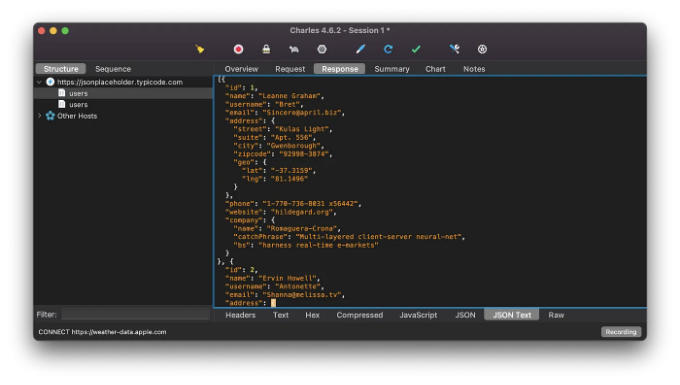 Charles 4.6.2 - Session 1 *
Structure Sequence
Overview Request Response Summary Chart Notes
https://jsonplaceholder.typicode.com
users
users
Other Hosts
[{
"id": 1,
"name": "Leanne Graham",
"username": "Bret",
"email": "Sincere@april.biz",
"address": {
"street": "Kulas Light",
"suite": "Apt. 556",
"city": "Gwenborough",
"zipcode": "92998-3874",
"geo": {
"lat": "-37.3159",
"lng": "81.1496"
}
},
"phone": "1-770-736-8031 x56442",
"website": "hildegard.org",
"company": {
"name": "Romaguera-Crona",
"catchPhrase": "Multi-layered client-server neural-net",
"bs": "harness real-time e-markets"
}
}, {
"id": 2,
"name": "Ervin Howell",
"username": "Antonette",
"email": "Shanna@melissa.tv",
"address": {
Filter:
Headers Text Hex Compressed JavaScript JSON JSON Text Raw
CONNECT https://weather-data.apple.com
Recording